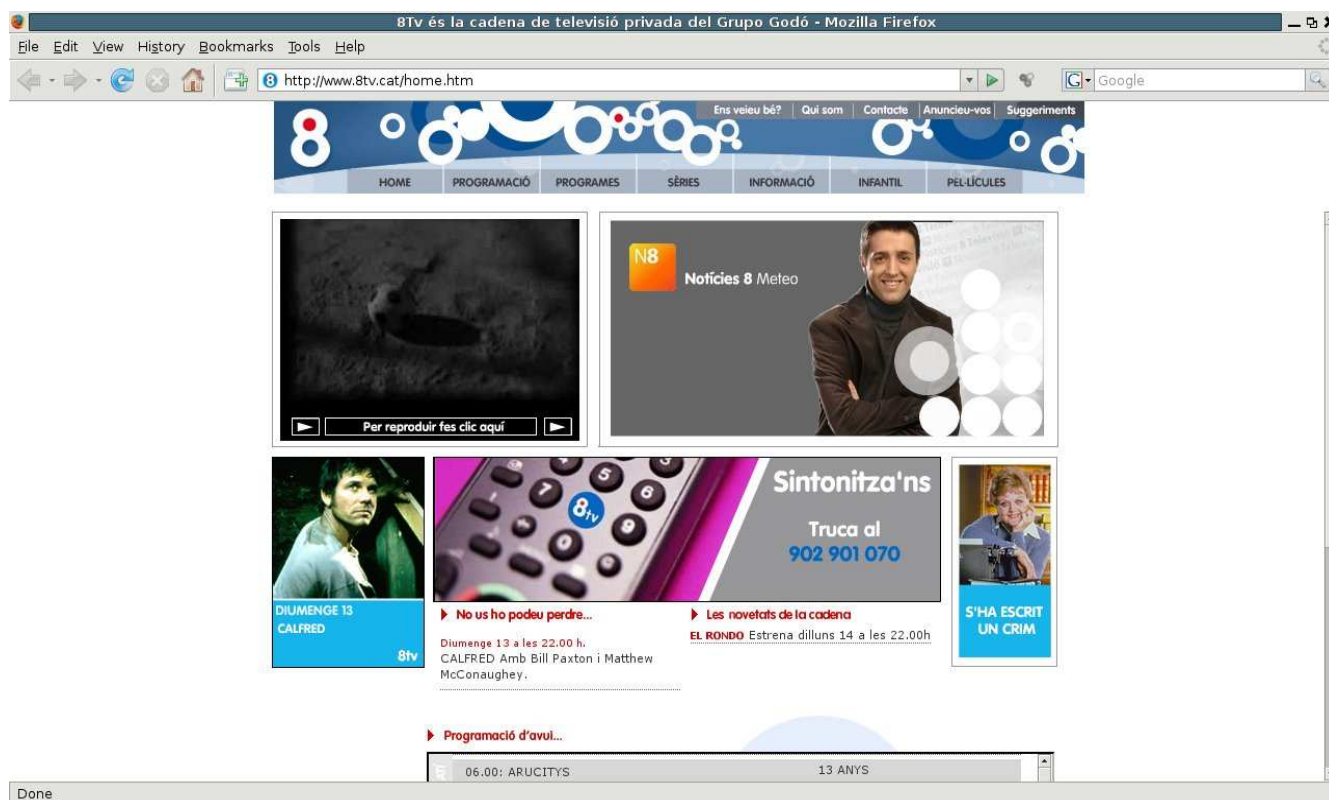 8Tv és la cadena de televisió privada del Grupo Godó - Mozilla Firefox
File Edit View History Bookmarks Tools Help
http://www.8tv.cat/home.htm
G Google
8
Ens veieu bé? | Qui som | Contacte | Anuncieu-vos | Suggeriments
HOME PROGRAMACIÓ PROGRAMES SÈRIES INFORMACIÓ INFANTIL PEL·LÍCULES
Per reproduir fes clic aquí
N8
Notícies 8 Meteo
7 5 6 9 0
8tv
Sintonitza'ns
Truca al
902 901 070
DIUMENGE 13
CALFRED
8tv
No us ho podeu perdre...
Diumenge 13 a les 22.00 h.
CALFRED Amb Bill Paxton i Matthew
McConaughey.
Les novetats de la cadena
EL RONDO Estrena dilluns 14 a les 22.00h
S'HA ESCRIT
UN CRIM
Programació d'avui...
06.00: ARUCITYS 13 ANYS
Done